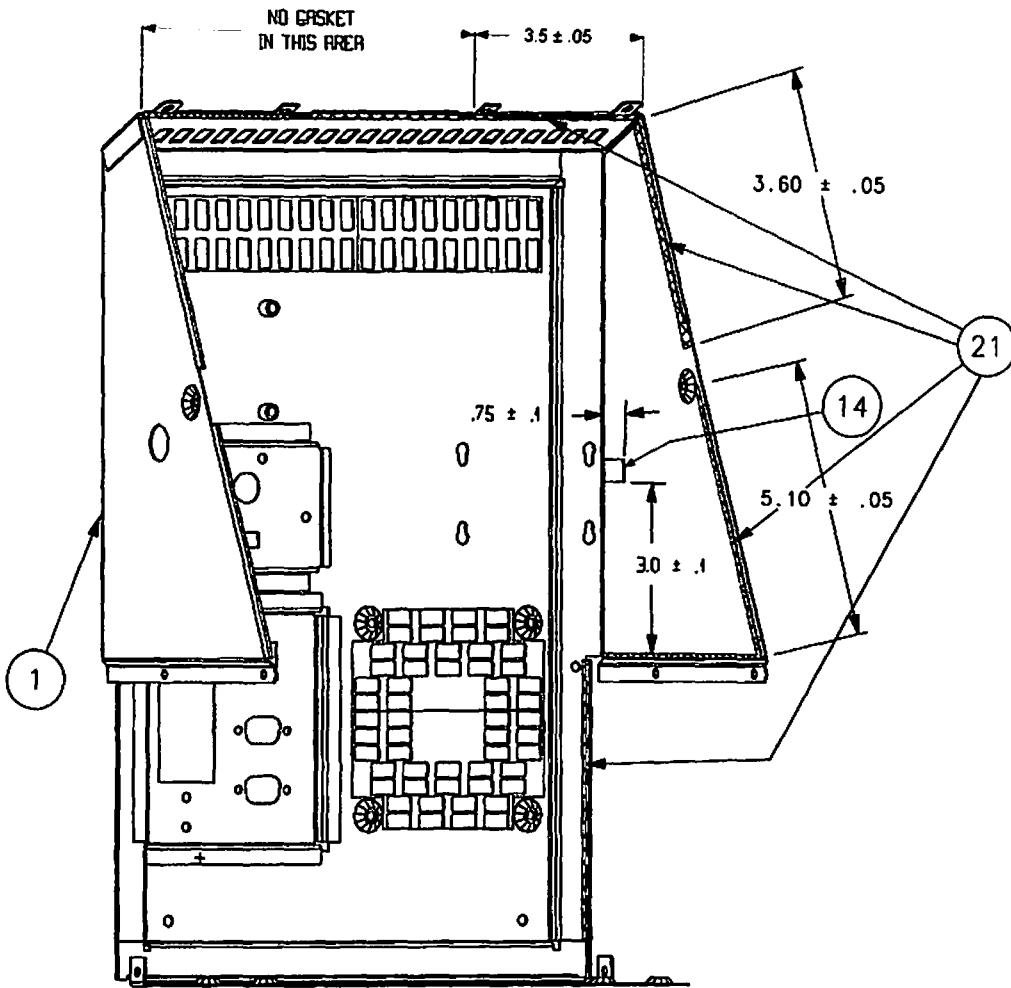 NO GASKET
IN THIS AREA
3.5 ± .05
3.60 ± .05
21
14
.75 ± .1
5.10 ± .05
3.0 ± .1
1